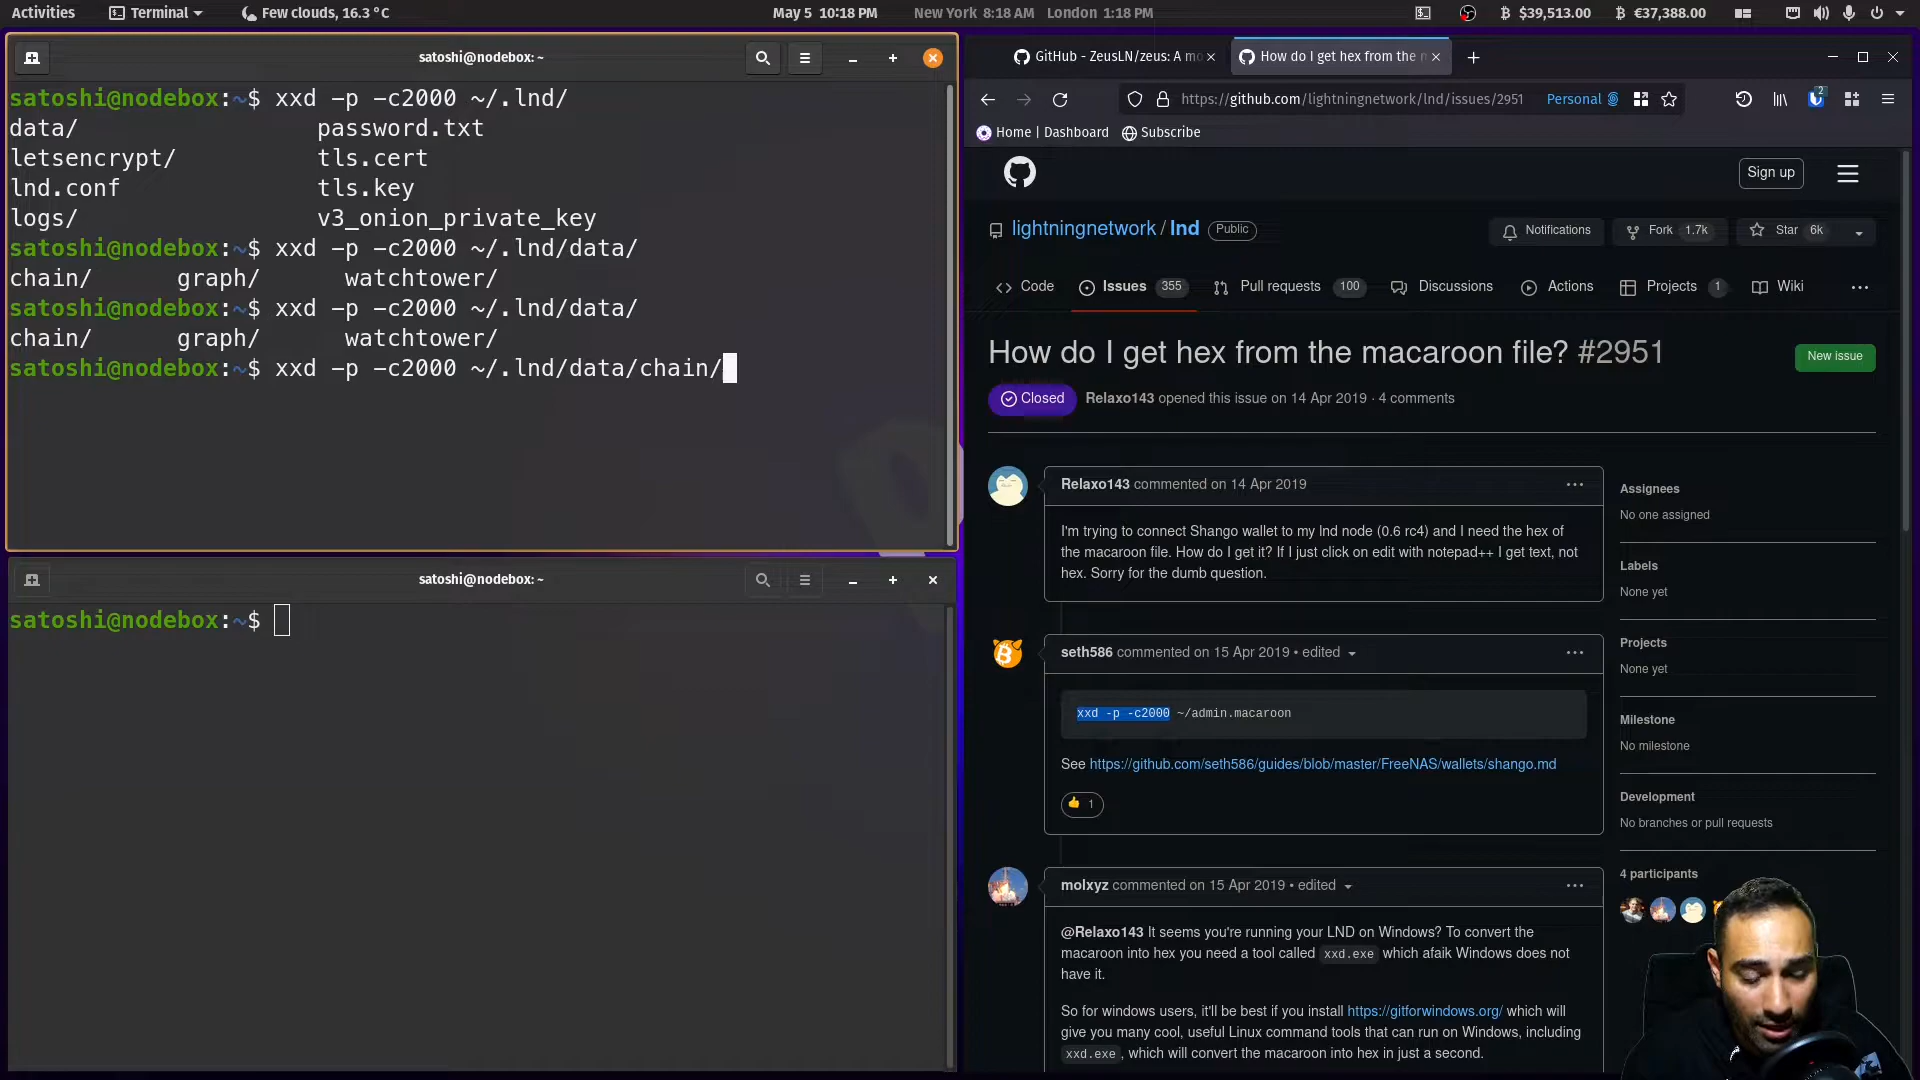 Activities Terminal Few clouds, 16.3 °C May 5 10:18 PM New York 8:18 AM London 1:18 PM $39,513.00 €37,388.00
satoshi@nodebox: ~
satoshi@nodebox:~$ xxd -p -c2000 ~/.lnd/
data/ password.txt
letsencrypt/ tls.cert
lnd.conf tls.key
logs/ v3_onion_private_key
satoshi@nodebox:~$ xxd -p -c2000 ~/.lnd/data/
chain/ graph/ watchtower/
satoshi@nodebox:~$ xxd -p -c2000 ~/.lnd/data/
chain/ graph/ watchtower/
satoshi@nodebox:~$ xxd -p -c2000 ~/.lnd/data/chain/
satoshi@nodebox: ~
satoshi@nodebox:~$
GitHub - ZeusLN/zeus: A mo How do I get hex from the m
https://github.com/lightningnetwork/lnd/issues/2951 Personal 2
Home | Dashboard Subscribe
Sign up
lightningnetwork / lnd Public
Notifications Fork 1.7k Star 6k
Code Issues 355 Pull requests 100 Discussions Actions Projects 1 Wiki
How do I get hex from the macaroon file? #2951
New issue
Closed Relaxo143 opened this issue on 14 Apr 2019 · 4 comments
Relaxo143 commented on 14 Apr 2019
I'm trying to connect Shango wallet to my lnd node (0.6 rc4) and I need the hex of
the macaroon file. How do I get it? If I just click on edit with notepad++ I get text, not
hex. Sorry for the dumb question.
seth586 commented on 15 Apr 2019 • edited
xxd -p -c2000 ~/admin.macaroon
See https://github.com/seth586/guides/blob/master/FreeNAS/wallets/shango.md
1
molxyz commented on 15 Apr 2019 • edited
@Relaxo143 It seems you're running your LND on Windows? To convert the
macaroon into hex you need a tool called xxd.exe which afaik Windows does not
have it.
So for windows users, it'll be best if you install https://gitforwindows.org/ which will
give you many cool, useful Linux command tools that can run on Windows, including
xxd.exe , which will convert the macaroon into hex in just a second.
Assignees
No one assigned
Labels
None yet
Projects
None yet
Milestone
No milestone
Development
No branches or pull requests
4 participants